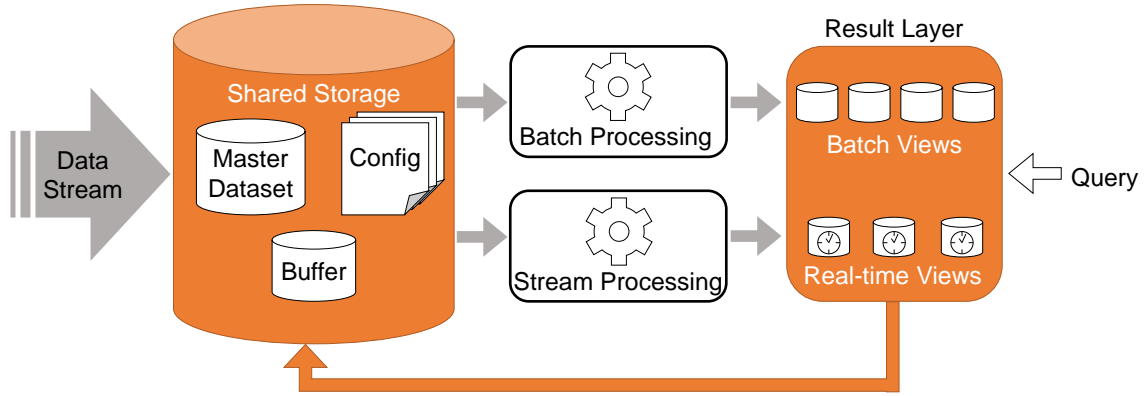 Data
Stream
Shared Storage
Master
Dataset
Config
Buffer
Batch Processing
Stream Processing
Result Layer
Batch Views
Real-time Views
Query